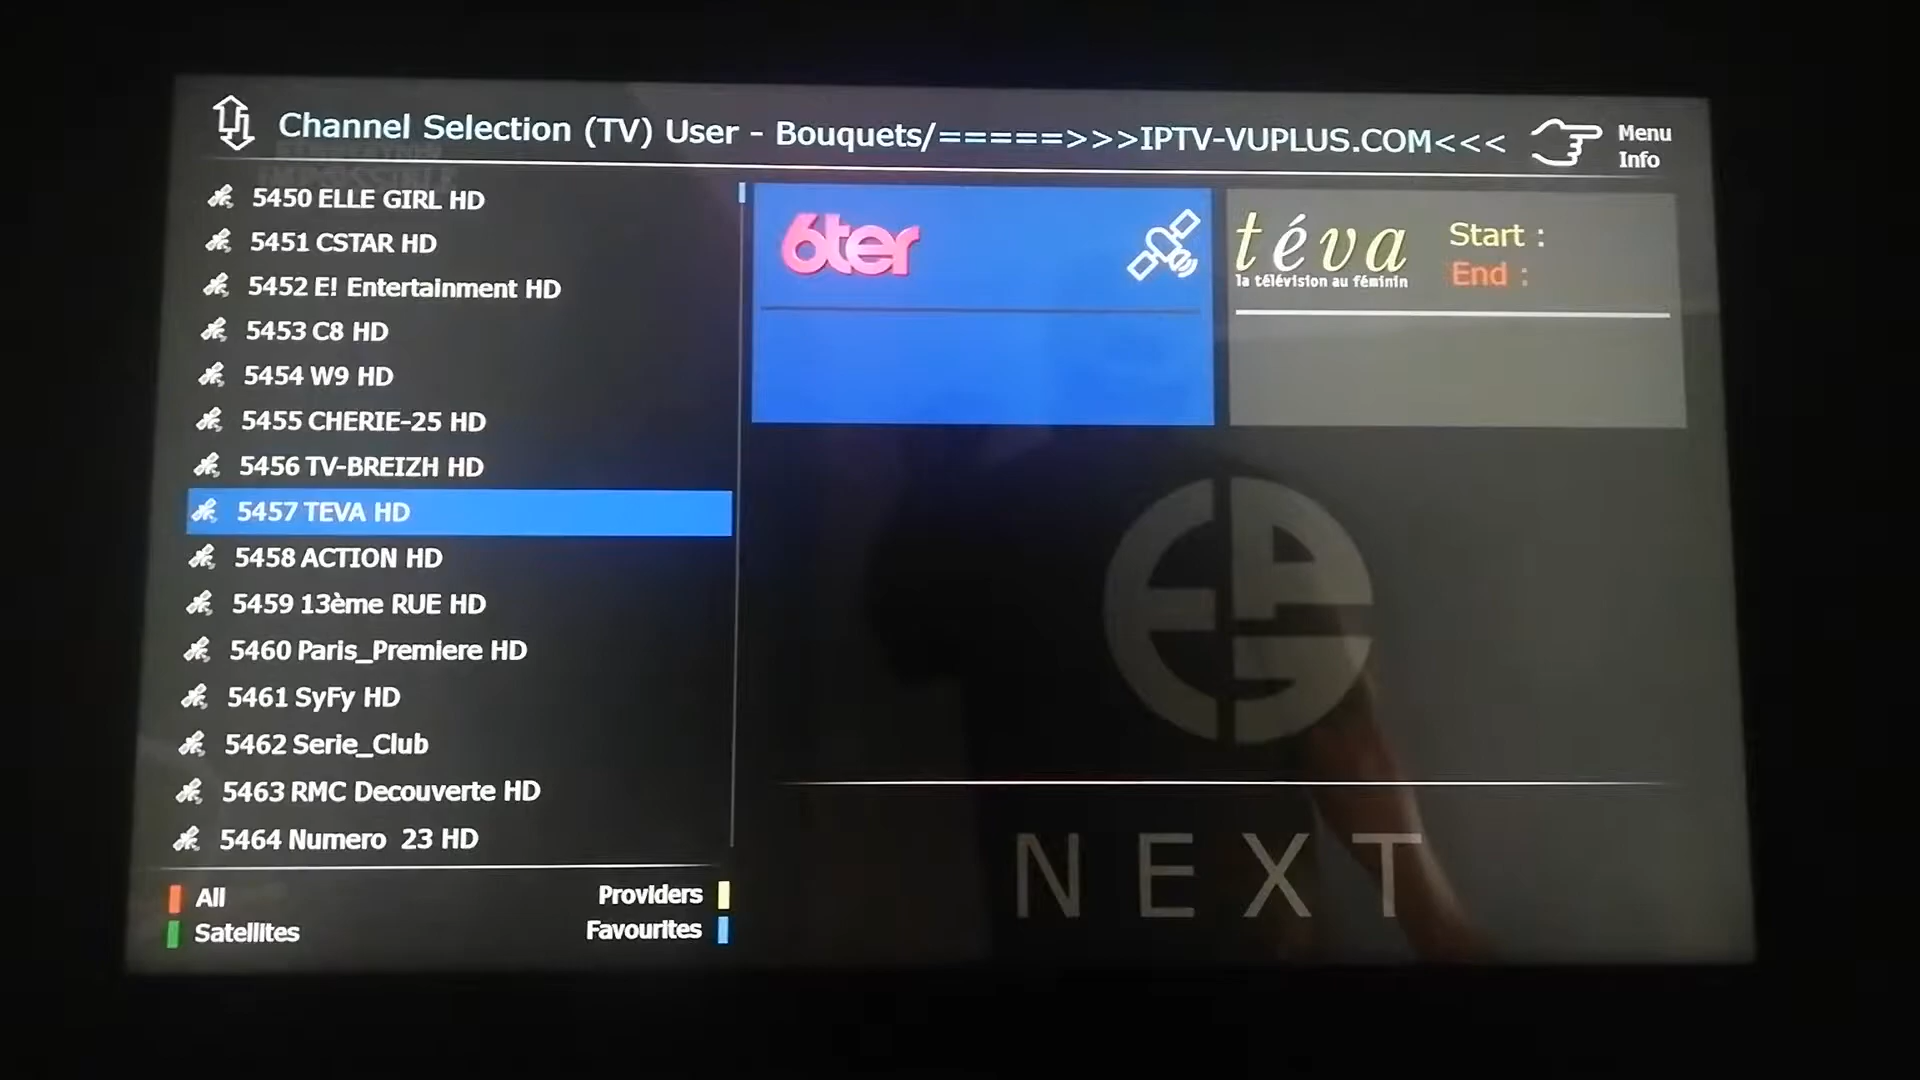 Channel Selection (TV) User - Bouquets/=====>>>IPTV-VUPLUS.COM<<<
Menu
Info
5450 ELLE GIRL HD
5451 CSTAR HD
5452 E! Entertainment HD
5453 C8 HD
5454 W9 HD
5455 CHERIE-25 HD
5456 TV-BREIZH HD
5457 TEVA HD
5458 ACTION HD
5459 13ème RUE HD
5460 Paris_Premiere HD
5461 SyFy HD
5462 Serie_Club
5463 RMC Decouverte HD
5464 Numero  23 HD
All
Satellites
Providers
Favourites
6ter
téva
la télévision au féminin
Start :
End :
EPG
NEXT